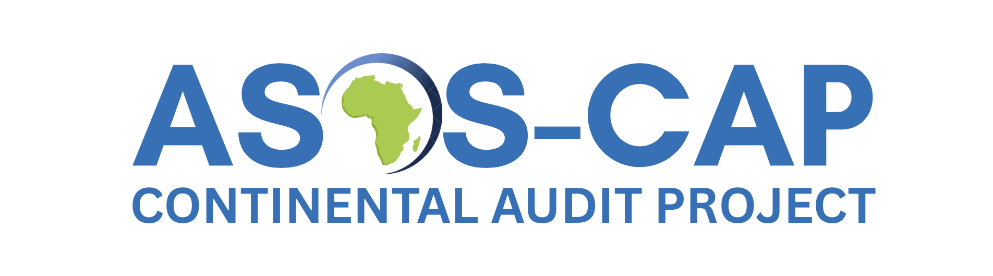 ASOS-CAP
CONTINENTAL AUDIT PROJECT